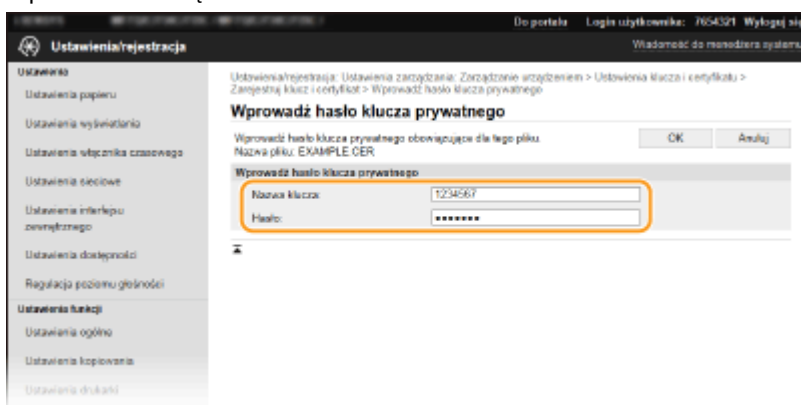 Do portalu Login użytkownika: 7654321 Wyloguj się
Ustawienia/rejestracja
Wiadomość do menedżera systemu
Ustawienia
Ustawienia papieru
Ustawienia wyświetlania
Ustawienia włącznika czasowego
Ustawienia sieciowe
Ustawienia interfejsu
zewnętrznego
Ustawienia dostępności
Regulacja poziomu głośności
Ustawienia funkcji
Ustawienia ogólne
Ustawienia kopiowania
Ustawienia drukarki
Ustawienia/rejestracja: Ustawienia zarządzania: Zarządzanie urządzeniem > Ustawienia klucza i certyfikatu >
Zarejestruj klucz i certyfikat > Wprowadź hasło klucza prywatnego
Wprowadź hasło klucza prywatnego
Wprowadź hasło klucza prywatnego obowiązujące dla tego pliku.
Nazwa pliku: EXAMPLE.CER
OK Anuluj
Wprowadź hasło klucza prywatnego
Nazwa klucza: 1234567
Hasło: •••••••